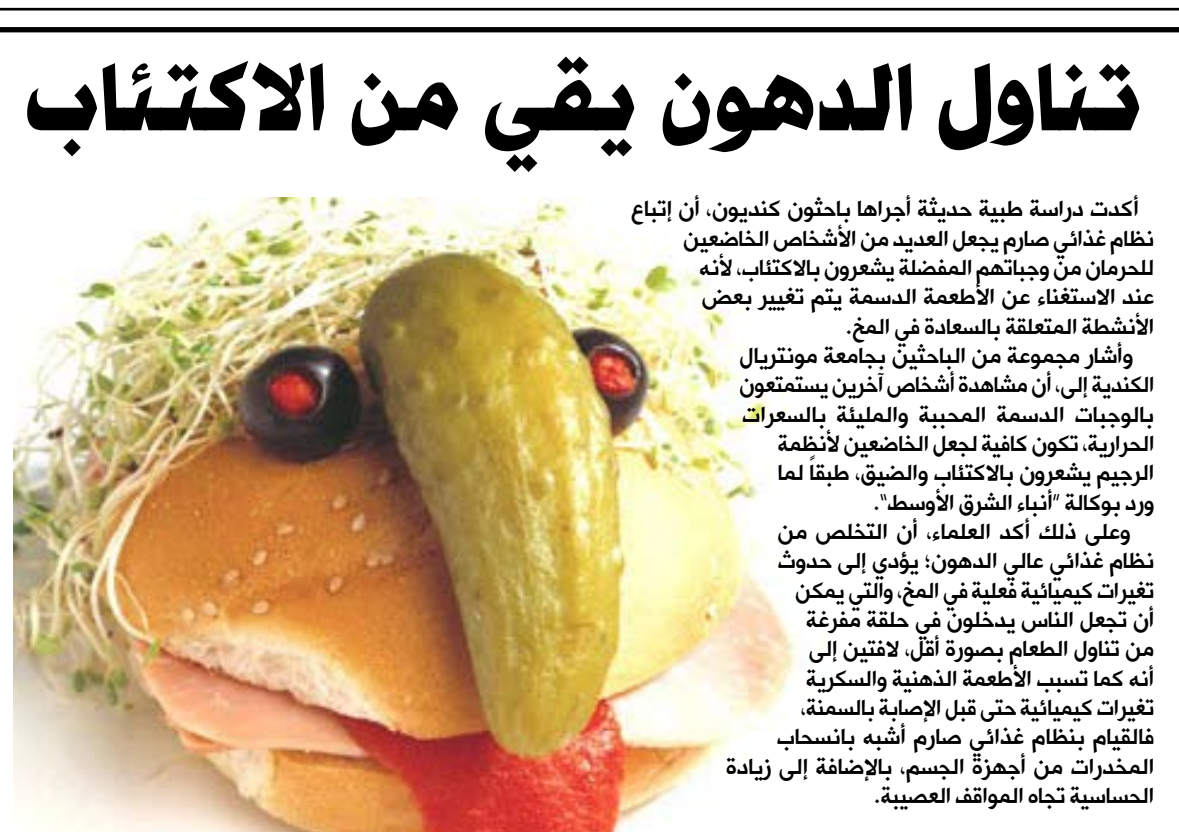 تناول الدهون يقي من الاكتئاب
أكدت دراسة طبية حديثة أجراها باحثون كنديون، أن إتباع
نظام غذائي صارم يجعل العديد من الأشخاص الخاضعين
للحرمان من وجباتهم المفضلة يشعرون بالاكتئاب، لأنه
عند الاستغناء عن الأطعمة الدسمة يتم تغيير بعض
الأنشطة المتعلقة بالسعادة في المخ.
وأشار مجموعة من الباحثين بجامعة مونتريال
الكندية إلى، أن مشاهدة أشخاص آخرين يستمتعون
بالوجبات الدسمة المحببة والمليئة بالسعرات
الحرارية، تكون كافية لجعل الخاضعين لأنظمة
الرجيم يشعرون بالاكتئاب والضيق، طبقاً لما
ورد بوكالة "أنباء الشرق الأوسط".
وعلى ذلك أكد العلماء، أن التخلص من
نظام غذائي عالي الدهون؛ يؤدي إلى حدوث
تغيرات كيميائية فعلية في المخ، والتي يمكن
أن تجعل الناس يدخلون في حلقة مفرغة
من تناول الطعام بصورة أقل، لافتين إلى
أنه كما تسبب الأطعمة الذهنية والسكرية
تغيرات كيميائية حتى قبل الإصابة بالسمنة،
فالقيام بنظام غذائي صارم أشبه بانسحاب
المخدرات من أجهزة الجسم، بالإضافة إلى زيادة
الحساسية تجاه المواقف العصيبة.